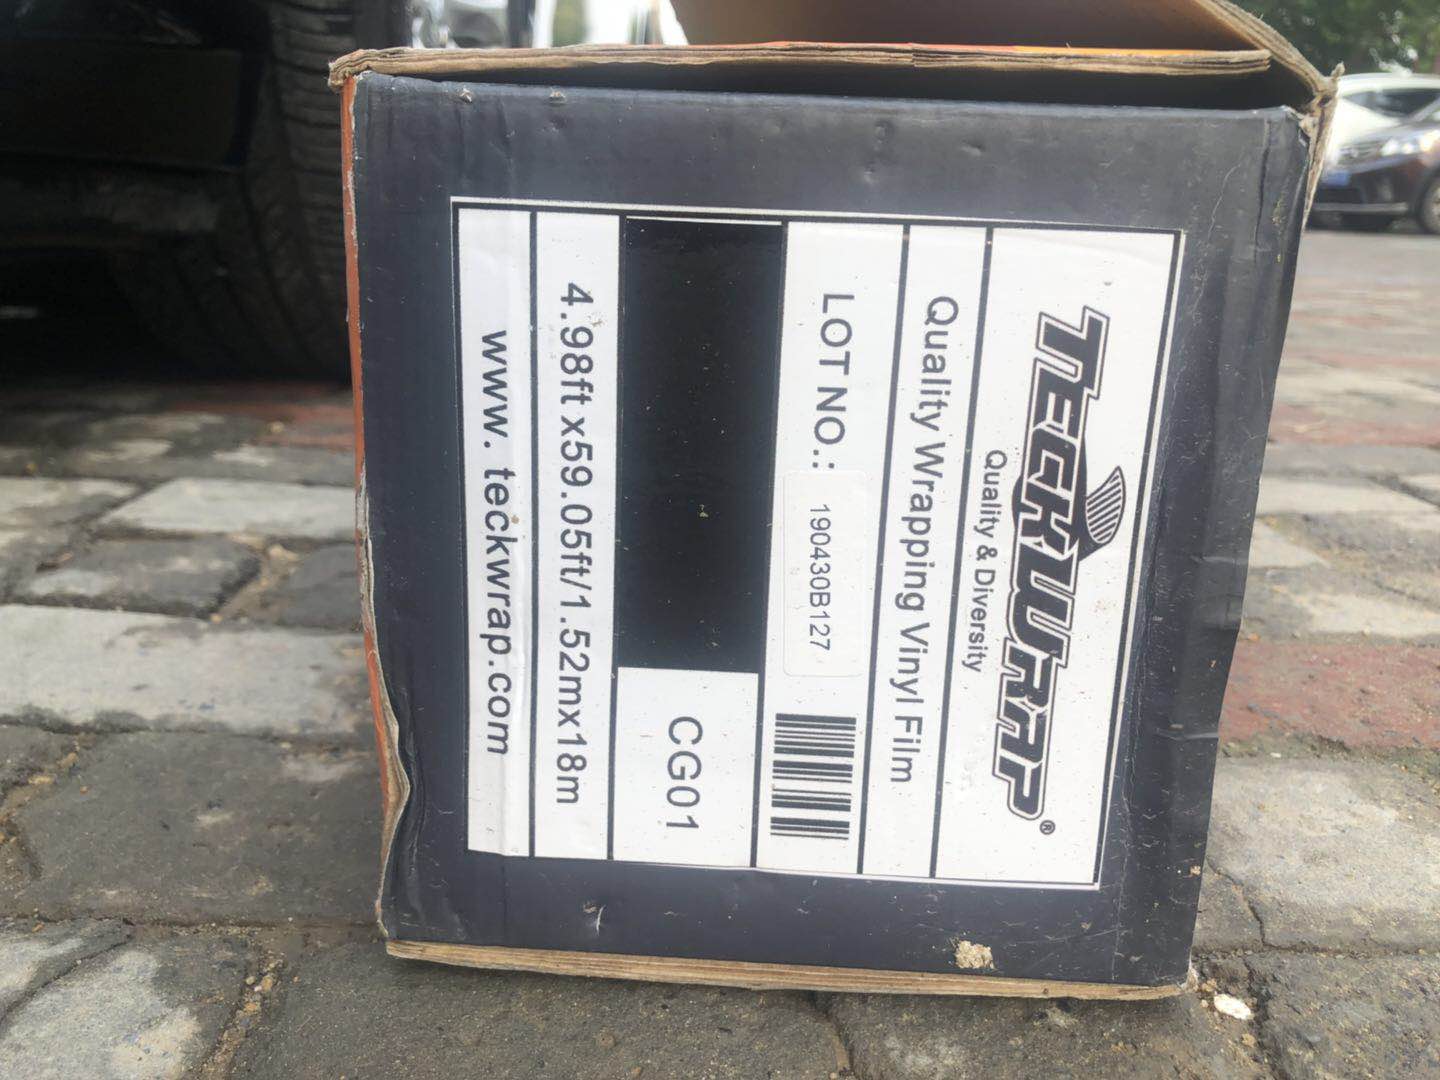 TECKWRAP®
Quality & Diversity
Quality Wrapping Vinyl Film
LOT NO.: 190430B127
CG01
4.98ft x59.05ft/1.52mx18m
www. teckwrap.com